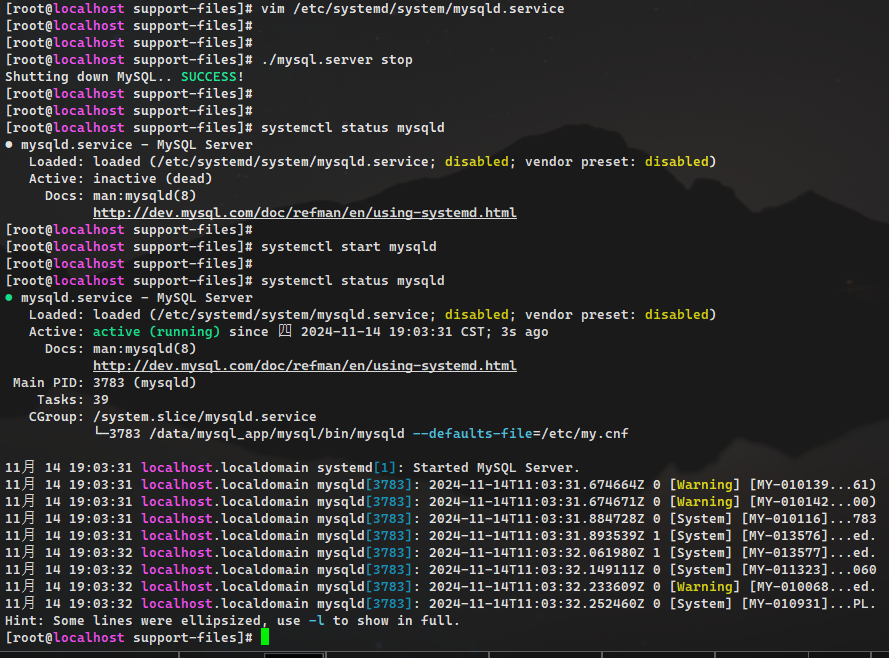 [root@localhost support-files]# vim /etc/systemd/system/mysqld.service
[root@localhost support-files]#
[root@localhost support-files]#
[root@localhost support-files]# ./mysql.server stop
Shutting down MySQL.. SUCCESS!
[root@localhost support-files]#
[root@localhost support-files]#
[root@localhost support-files]# systemctl status mysqld
● mysqld.service - MySQL Server
   Loaded: loaded (/etc/systemd/system/mysqld.service; disabled; vendor preset: disabled)
   Active: inactive (dead)
     Docs: man:mysqld(8)
           http://dev.mysql.com/doc/refman/en/using-systemd.html
[root@localhost support-files]#
[root@localhost support-files]# systemctl start mysqld
[root@localhost support-files]#
[root@localhost support-files]# systemctl status mysqld
● mysqld.service - MySQL Server
   Loaded: loaded (/etc/systemd/system/mysqld.service; disabled; vendor preset: disabled)
   Active: active (running) since 四 2024-11-14 19:03:31 CST; 3s ago
     Docs: man:mysqld(8)
           http://dev.mysql.com/doc/refman/en/using-systemd.html
 Main PID: 3783 (mysqld)
    Tasks: 39
   CGroup: /system.slice/mysqld.service
           └─3783 /data/mysql_app/mysql/bin/mysqld --defaults-file=/etc/my.cnf

11月 14 19:03:31 localhost.localdomain systemd[1]: Started MySQL Server.
11月 14 19:03:31 localhost.localdomain mysqld[3783]: 2024-11-14T11:03:31.674664Z 0 [Warning] [MY-010139...61)
11月 14 19:03:31 localhost.localdomain mysqld[3783]: 2024-11-14T11:03:31.674671Z 0 [Warning] [MY-010142...00)
11月 14 19:03:31 localhost.localdomain mysqld[3783]: 2024-11-14T11:03:31.884728Z 0 [System] [MY-010116]...783
11月 14 19:03:31 localhost.localdomain mysqld[3783]: 2024-11-14T11:03:31.893539Z 1 [System] [MY-013576]...ed.
11月 14 19:03:32 localhost.localdomain mysqld[3783]: 2024-11-14T11:03:32.061980Z 1 [System] [MY-013577]...ed.
11月 14 19:03:32 localhost.localdomain mysqld[3783]: 2024-11-14T11:03:32.149111Z 0 [System] [MY-011323]...060
11月 14 19:03:32 localhost.localdomain mysqld[3783]: 2024-11-14T11:03:32.233609Z 0 [Warning] [MY-010068...ed.
11月 14 19:03:32 localhost.localdomain mysqld[3783]: 2024-11-14T11:03:32.252460Z 0 [System] [MY-010931]...PL.
Hint: Some lines were ellipsized, use -l to show in full.
[root@localhost support-files]#